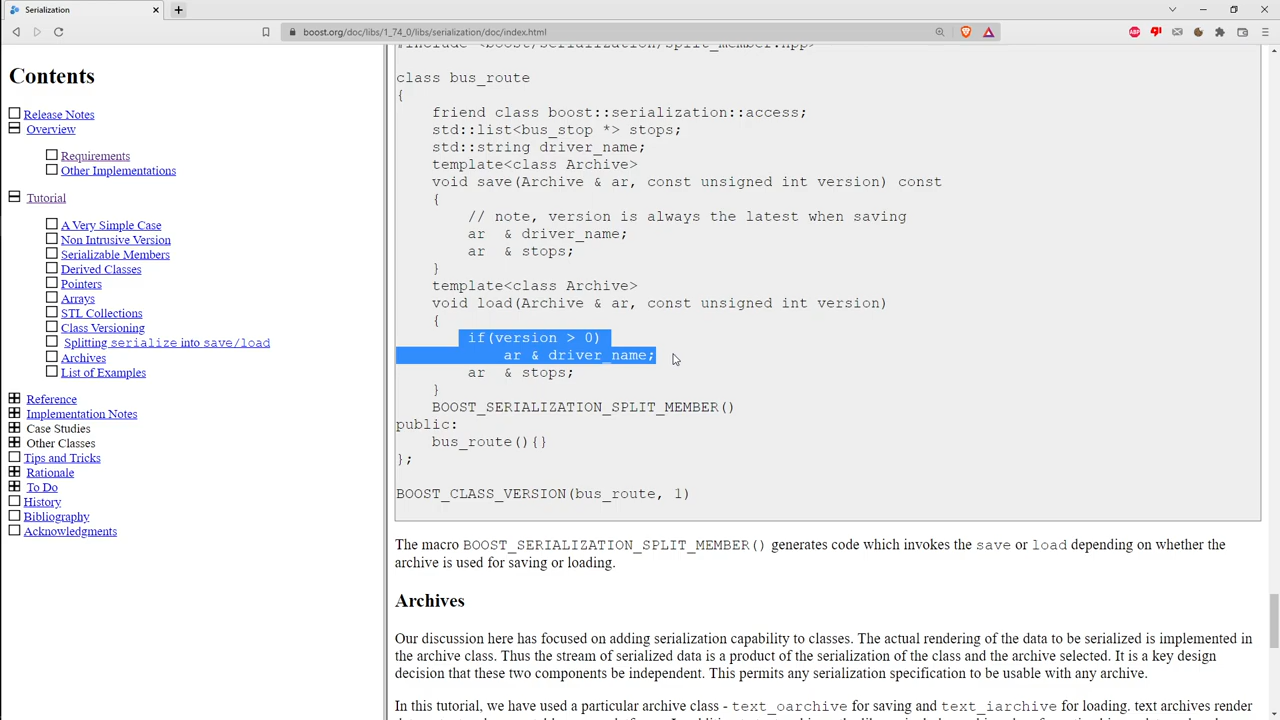 Serialization
boost.org/doc/libs/1_74_0/libs/serialization/doc/index.html
Contents
Release Notes
Overview
Requirements
Other Implementations
Tutorial
A Very Simple Case
Non Intrusive Version
Serializable Members
Derived Classes
Pointers
Arrays
STL Collections
Class Versioning
Splitting serialize into save/load
Archives
List of Examples
Reference
Implementation Notes
Case Studies
Other Classes
Tips and Tricks
Rationale
To Do
History
Bibliography
Acknowledgments
#include <boost/serialization/split_member.hpp>
class bus_route
{
friend class boost::serialization::access;
std::list<bus_stop *> stops;
std::string driver_name;
template<class Archive>
void save(Archive & ar, const unsigned int version) const
{
// note, version is always the latest when saving
ar  & driver_name;
ar  & stops;
}
template<class Archive>
void load(Archive & ar, const unsigned int version)
{
if(version > 0)
ar & driver_name;
ar  & stops;
}
BOOST_SERIALIZATION_SPLIT_MEMBER()
public:
bus_route(){}
};
BOOST_CLASS_VERSION(bus_route, 1)
The macro BOOST_SERIALIZATION_SPLIT_MEMBER() generates code which invokes the save or load depending on whether the
archive is used for saving or loading.
Archives
Our discussion here has focused on adding serialization capability to classes. The actual rendering of the data to be serialized is implemented in
the archive class. Thus the stream of serialized data is a product of the serialization of the class and the archive selected. It is a key design
decision that these two components be independent. This permits any serialization specification to be usable with any archive.
In this tutorial, we have used a particular archive class - text_oarchive for saving and text_iarchive for loading. text archives render